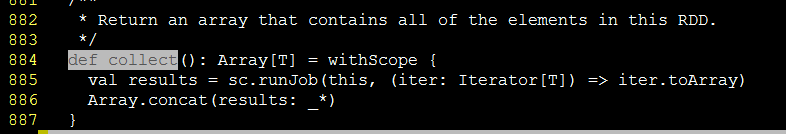 881   /**
882    * Return an array that contains all of the elements in this RDD.
883    */
884   def collect(): Array[T] = withScope {
885     val results = sc.runJob(this, (iter: Iterator[T]) => iter.toArray)
886     Array.concat(results: _*)
887   }